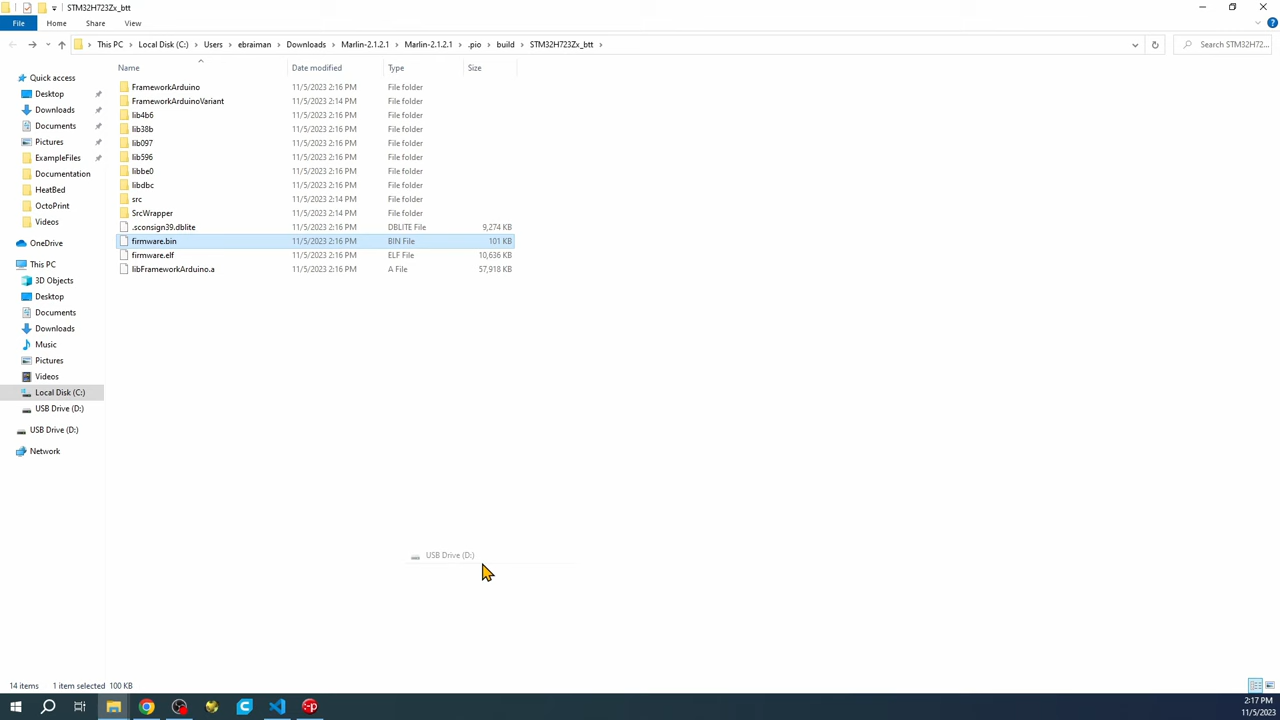 STM32H723Zx_btt
File Home Share View
This PC Local Disk (C:) Users ebraiman Downloads Marlin-2.1.2.1 Marlin-2.1.2.1 .pio build STM32H723Zx_btt Search STM32H72...
Name Date modified Type Size
Quick access
Desktop
Downloads
Documents
Pictures
ExampleFiles
Documentation
HeatBed
OctoPrint
Videos
OneDrive
This PC
3D Objects
Desktop
Documents
Downloads
Music
Pictures
Videos
Local Disk (C:)
USB Drive (D:)
USB Drive (D:)
Network
FrameworkArduino 11/5/2023 2:16 PM File folder
FrameworkArduinoVariant 11/5/2023 2:14 PM File folder
lib4b6 11/5/2023 2:16 PM File folder
lib38b 11/5/2023 2:16 PM File folder
lib097 11/5/2023 2:16 PM File folder
lib596 11/5/2023 2:16 PM File folder
libbe0 11/5/2023 2:16 PM File folder
libdbc 11/5/2023 2:16 PM File folder
src 11/5/2023 2:14 PM File folder
SrcWrapper 11/5/2023 2:14 PM File folder
.sconsign39.dblite 11/5/2023 2:16 PM DBLITE File 9,274 KB
firmware.bin 11/5/2023 2:16 PM BIN File 101 KB
firmware.elf 11/5/2023 2:16 PM ELF File 10,636 KB
libFrameworkArduino.a 11/5/2023 2:16 PM A File 57,918 KB
USB Drive (D:)
14 items 1 item selected 100 KB
2:17 PM
11/5/2023